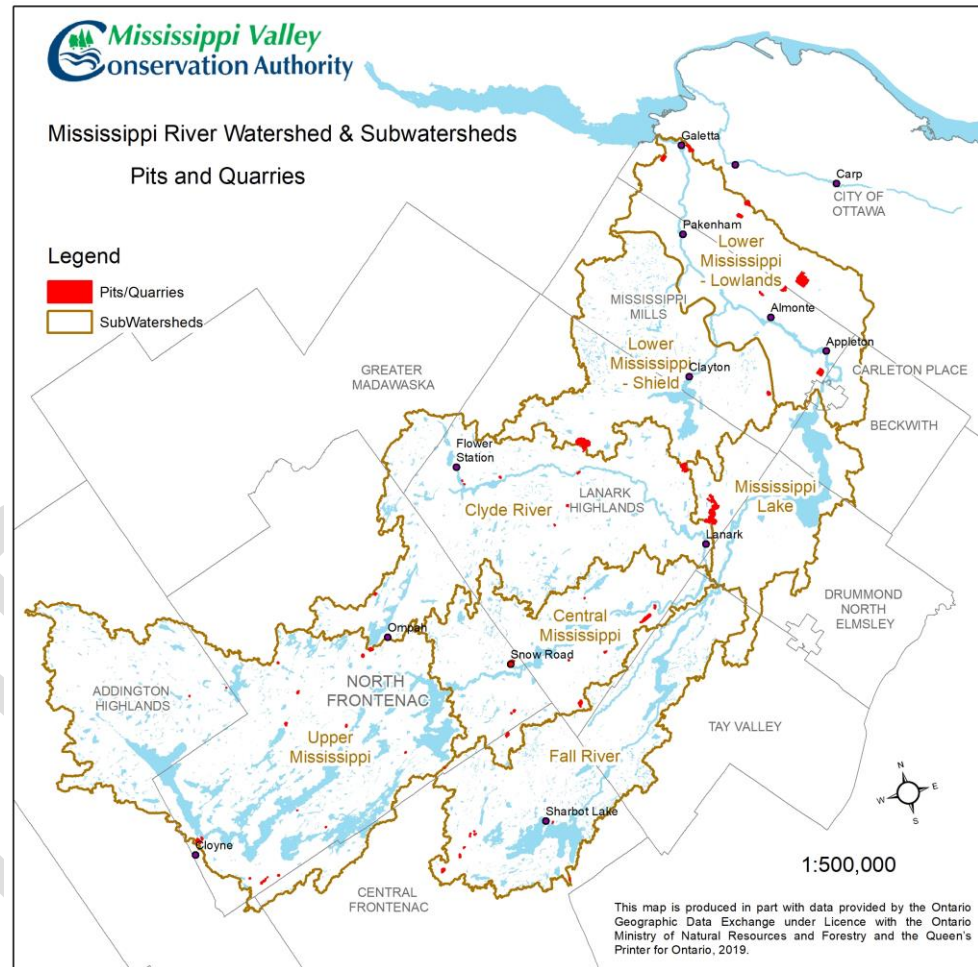 Mississippi Valley
Conservation Authority
Mississippi River Watershed & Subwatersheds
Pits and Quarries
Legend
Pits/Quarries
SubWatersheds
Galetta
Carp
CITY OF
OTTAWA
Pakenham
Lower
Mississippi
- Lowlands
MISSISSIPPI
MILLS
Almonte
Lower
Mississippi
- Shield
Appleton
Clayton
CARLETON PLACE
GREATER
MADAWASKA
BECKWITH
Flower
Station
Mississippi
Lake
LANARK
HIGHLANDS
Clyde River
Lanark
DRUMMOND
NORTH
ELMSLEY
Central
Mississippi
Ompah
Snow Road
NORTH
FRONTENAC
ADDINGTON
HIGHLANDS
TAY VALLEY
Upper
Mississippi
Fall River
N
W E
S
Sharbot Lake
Cloyne
1:500,000
CENTRAL
FRONTENAC
This map is produced in part with data provided by the Ontario
Geographic Data Exchange under Licence with the Ontario
Ministry of Natural Resources and Forestry and the Queen's
Printer for Ontario, 2019.